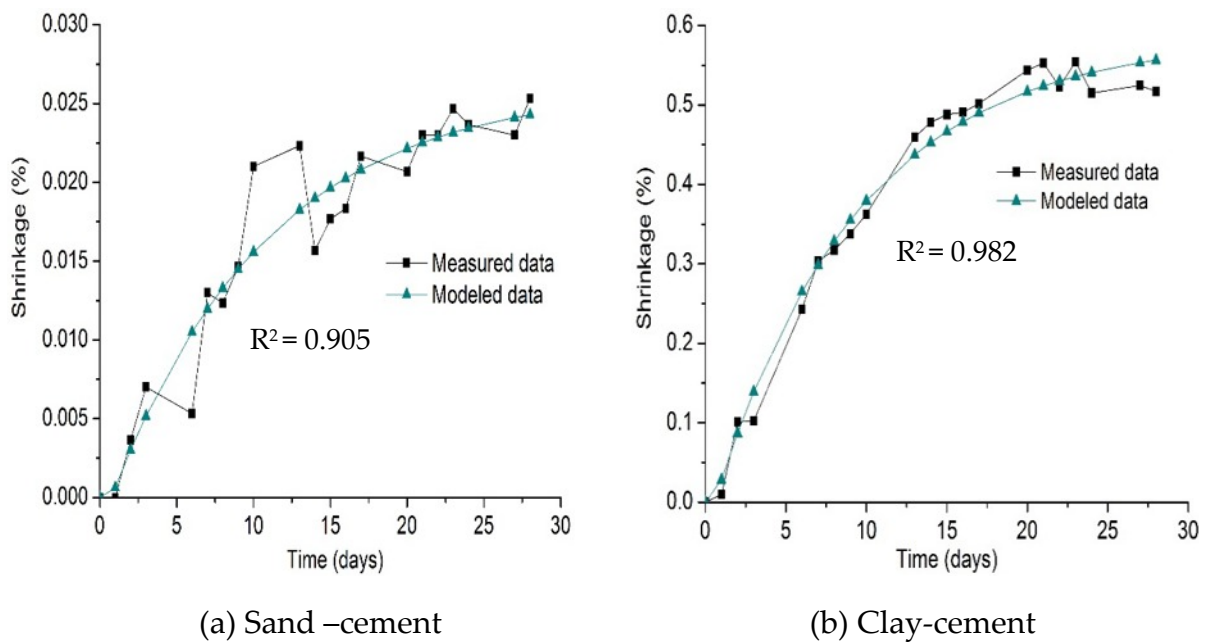 0.030
0.025
0.020
0.015
0.010
0.005
0.000
Shrinkage (%)
Measured data
Modeled data
R² = 0.905
0 5 10 15 20 25 30
Time (days)
(a) Sand –cement
0.6
0.5
0.4
0.3
0.2
0.1
0.0
Shrinkage (%)
Measured data
Modeled data
R² = 0.982
0 5 10 15 20 25 30
Time (days)
(b) Clay-cement